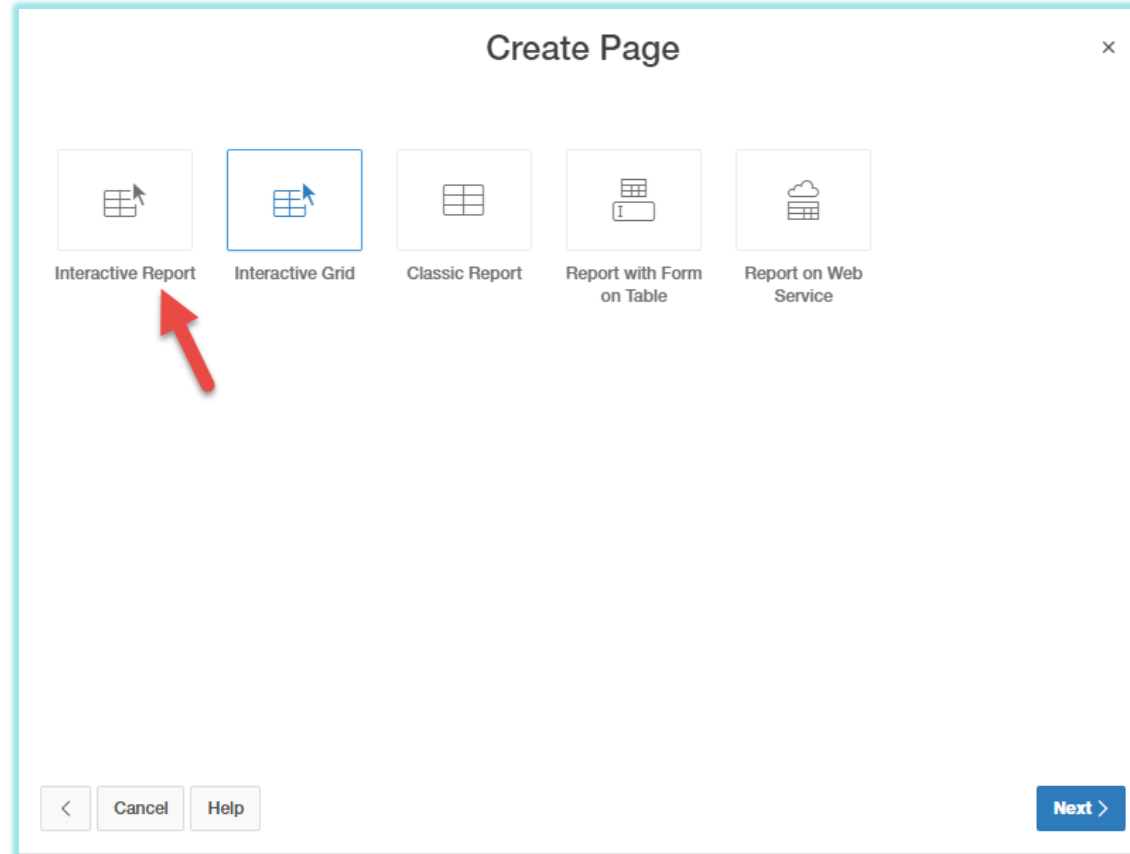 Create Page
Interactive Report
Interactive Grid
Classic Report
Report with Form
on Table
Report on Web
Service
Cancel
Help
Next